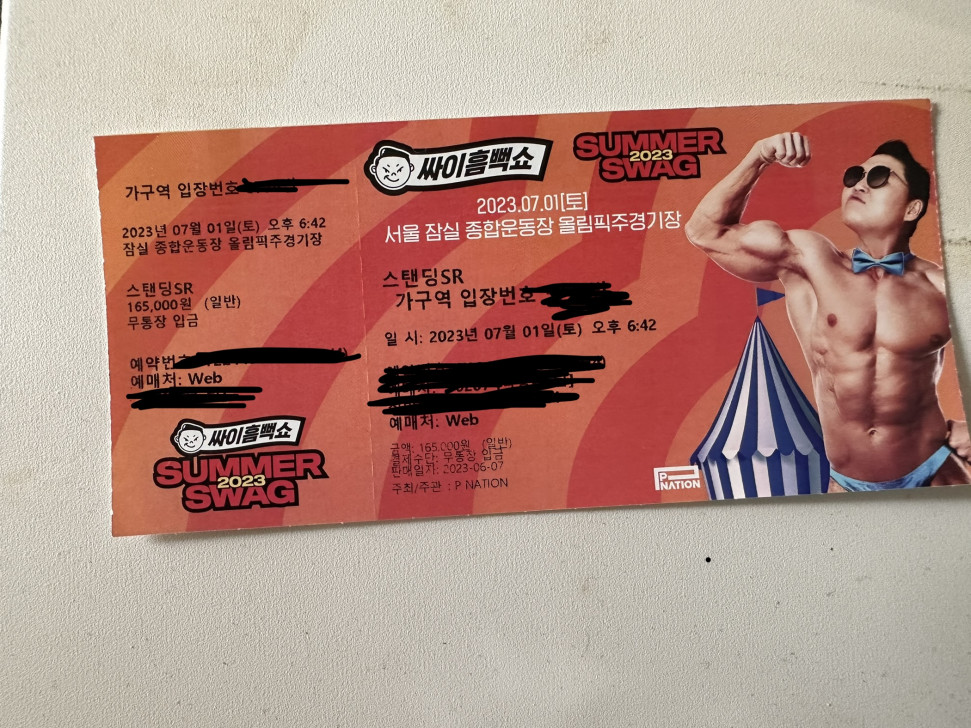 가구역 입장번호
2023년 07월 01일(토) 오후 6:42
잠실 종합운동장 올림픽주경기장
스탠딩SR
165,000원 (일반)
무통장 입금
예약번호
예매처: Web
싸이흠뻑쇼
SUMMER
2023
SWAG
싸이흠뻑쇼
SUMMER
2023
SWAG
2023.07.01[토]
서울 잠실 종합운동장 올림픽주경기장
스탠딩SR
가구역 입장번호
일 시: 2023년 07월 01일(토) 오후 6:42
예매처: Web
금액: 165,000원 (일반)
결제수단: 무통장 입금
판매일자: 2023-06-07
주최/주관 : P NATION
P NATION